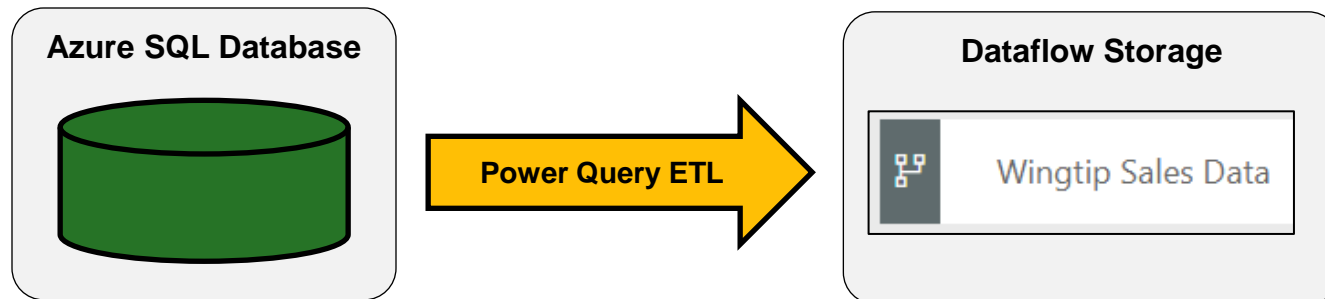 Azure SQL Database
Power Query ETL
Dataflow Storage
Wingtip Sales Data